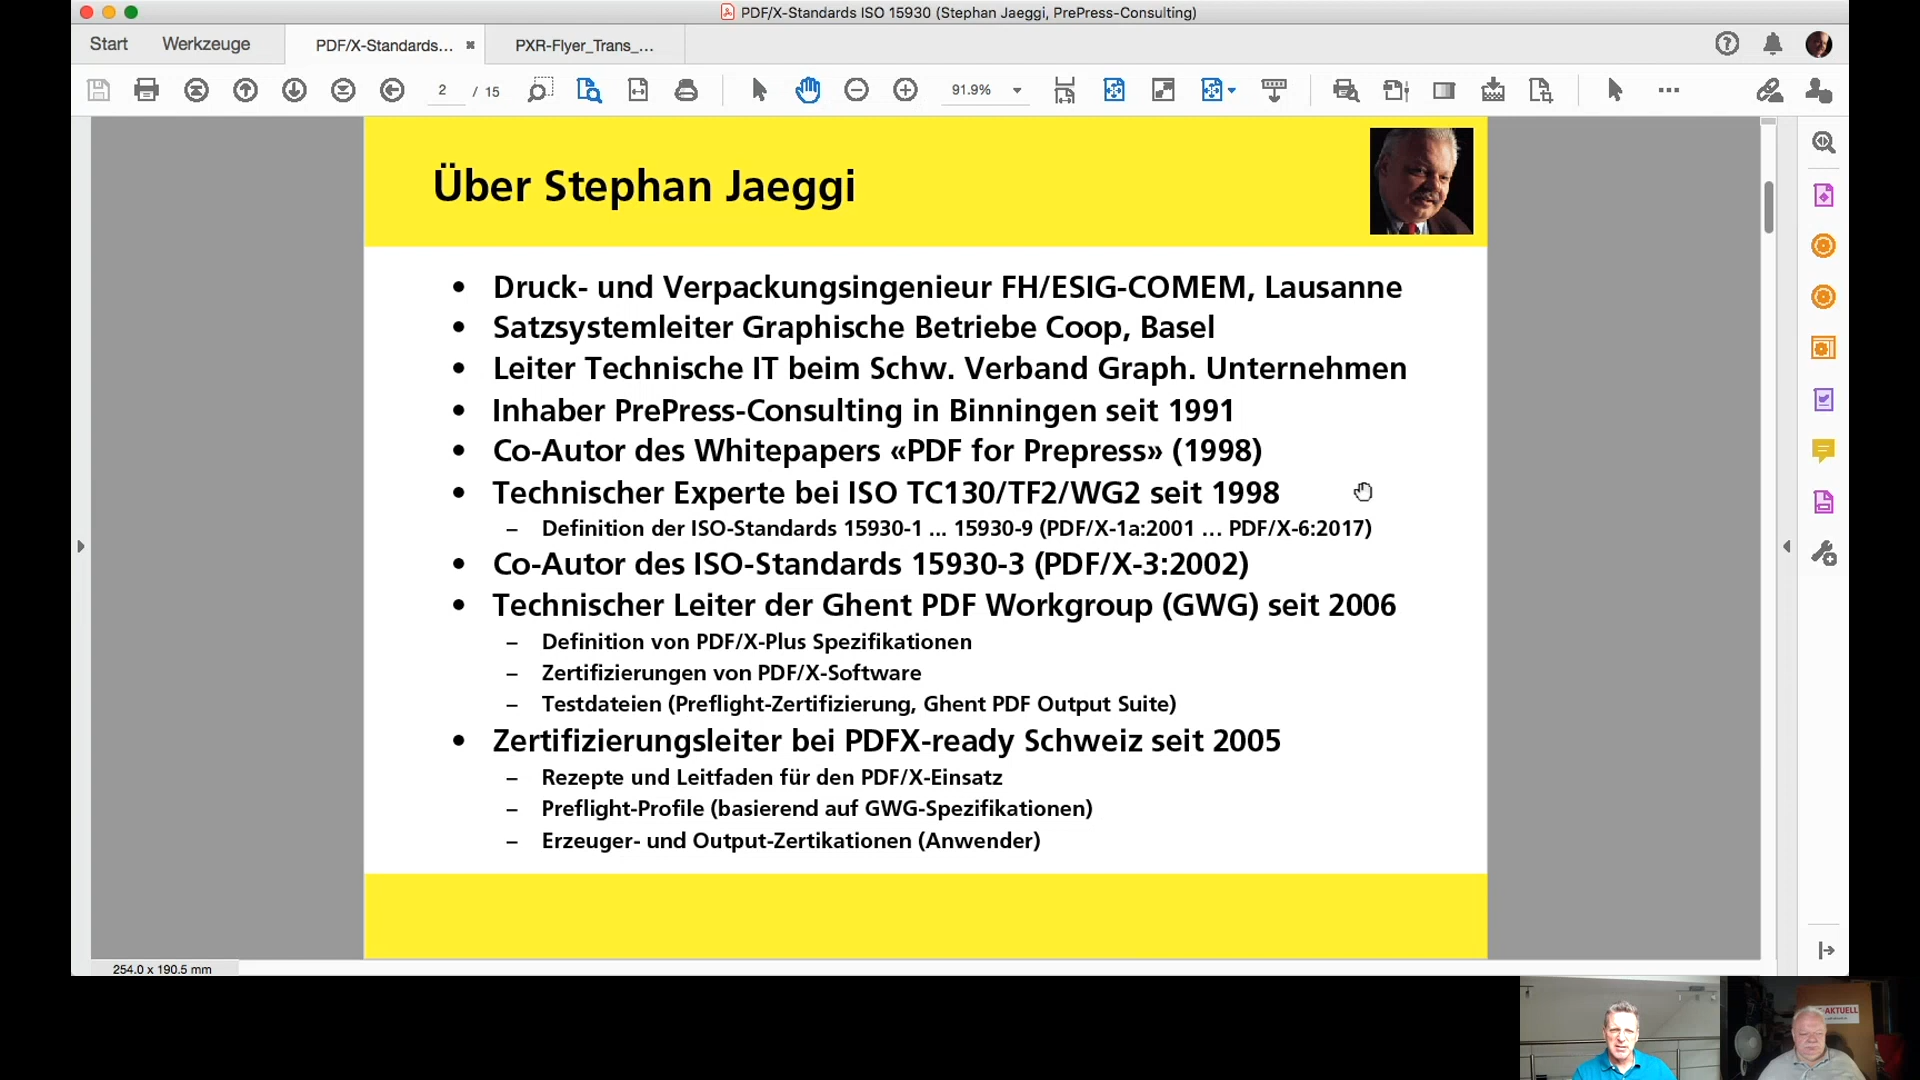 PDF/X-Standards ISO 15930 (Stephan Jaeggi, PrePress-Consulting)
Start Werkzeuge PDF/X-Standards... PXR-Flyer_Trans_...
2 / 15 91.9%
Über Stephan Jaeggi
• Druck- und Verpackungsingenieur FH/ESIG-COMEM, Lausanne
• Satzsystemleiter Graphische Betriebe Coop, Basel
• Leiter Technische IT beim Schw. Verband Graph. Unternehmen
• Inhaber PrePress-Consulting in Binningen seit 1991
• Co-Autor des Whitepapers «PDF for Prepress» (1998)
• Technischer Experte bei ISO TC130/TF2/WG2 seit 1998
– Definition der ISO-Standards 15930-1 ... 15930-9 (PDF/X-1a:2001 … PDF/X-6:2017)
• Co-Autor des ISO-Standards 15930-3 (PDF/X-3:2002)
• Technischer Leiter der Ghent PDF Workgroup (GWG) seit 2006
– Definition von PDF/X-Plus Spezifikationen
– Zertifizierungen von PDF/X-Software
– Testdateien (Preflight-Zertifizierung, Ghent PDF Output Suite)
• Zertifizierungsleiter bei PDFX-ready Schweiz seit 2005
– Rezepte und Leitfaden für den PDF/X-Einsatz
– Preflight-Profile (basierend auf GWG-Spezifikationen)
– Erzeuger- und Output-Zertikationen (Anwender)
254.0 x 190.5 mm
AKTUELL